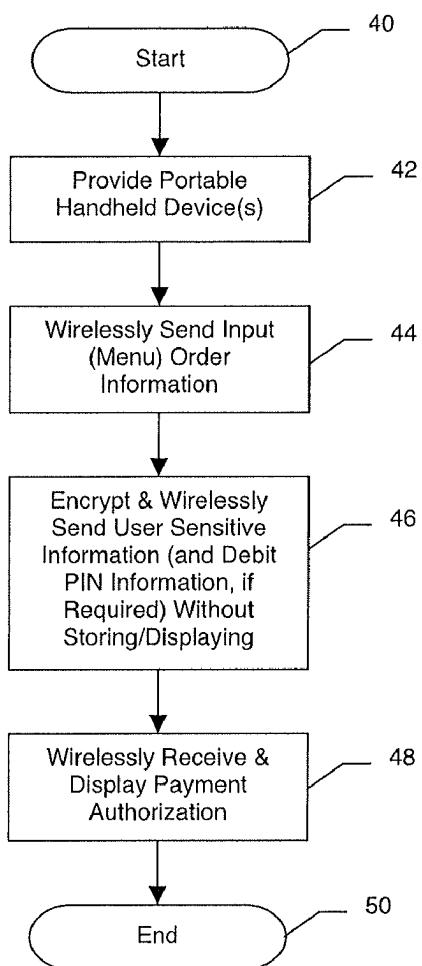 Start
40
Provide Portable
Handheld Device(s)
42
Wirelessly Send Input
(Menu) Order
Information
44
Encrypt & Wirelessly
Send User Sensitive
Information (and Debit
PIN Information, if
Required) Without
Storing/Displaying
46
Wirelessly Receive &
Display Payment
Authorization
48
End
50